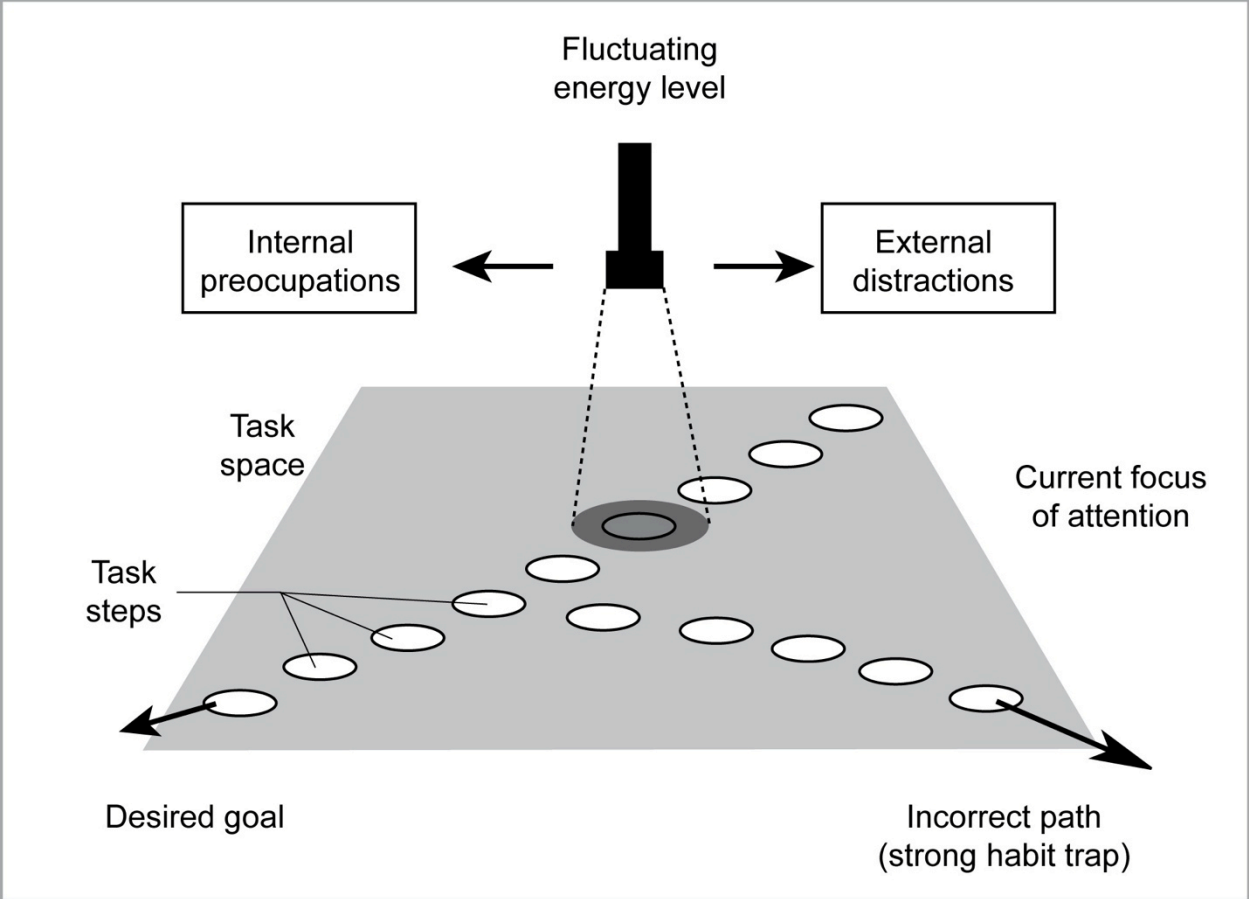 Fluctuating
energy level
Internal
preocupations
External
distractions
Task
space
Current focus
of attention
Task
steps
Desired goal
Incorrect path
(strong habit trap)